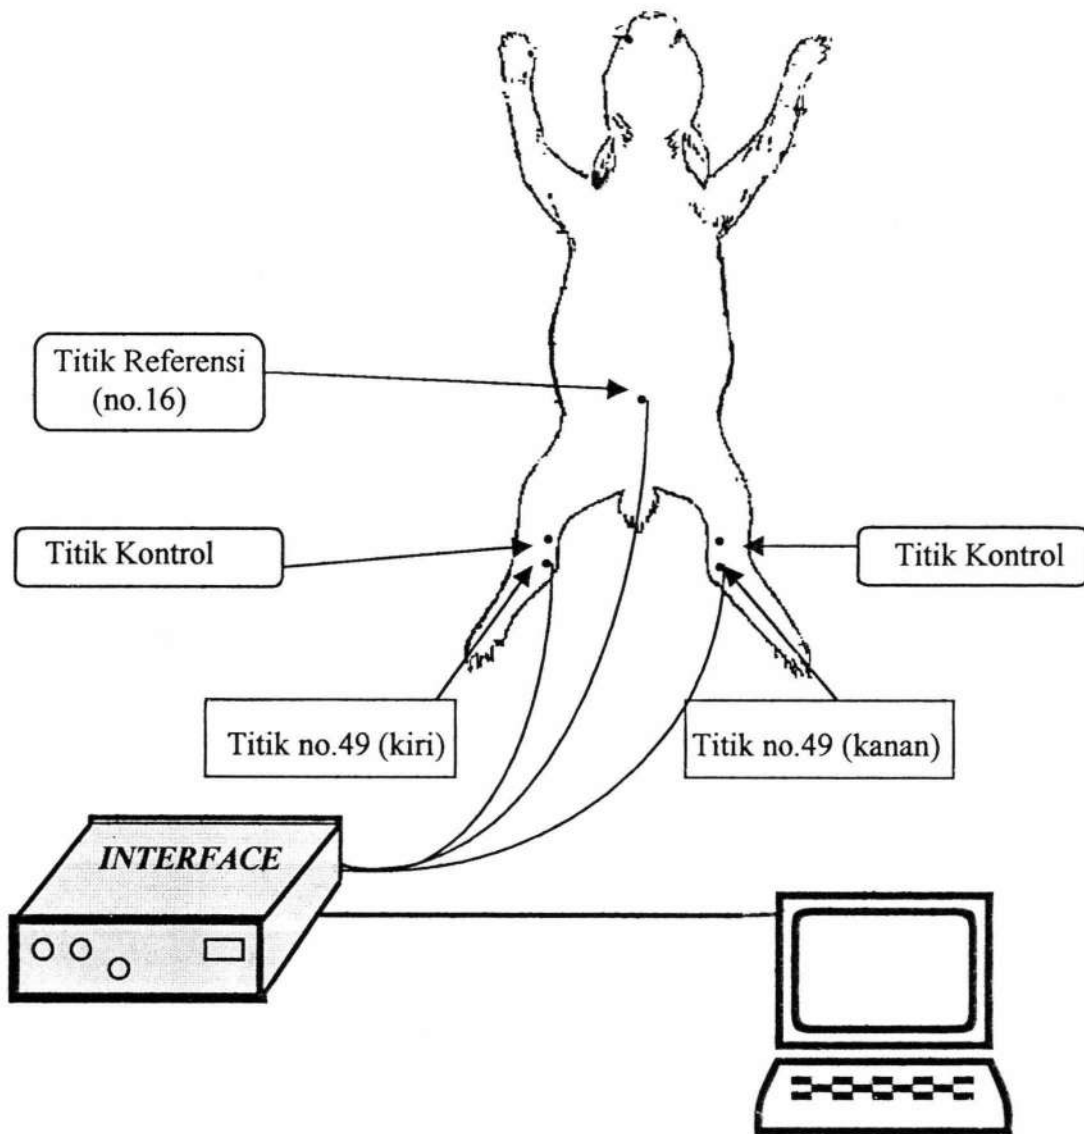 Titik Referensi
(no.16)
Titik Kontrol
Titik Kontrol
Titik no.49 (kiri)
Titik no.49 (kanan)
INTERFACE